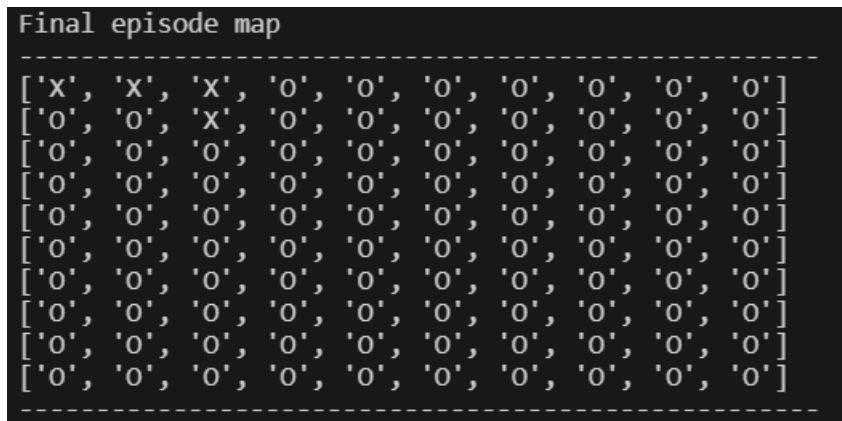 Final episode map
----------------------------------------------------
['X', 'X', 'X', 'O', 'O', 'O', 'O', 'O', 'O', 'O']
['O', 'O', 'X', 'O', 'O', 'O', 'O', 'O', 'O', 'O']
['O', 'O', 'O', 'O', 'O', 'O', 'O', 'O', 'O', 'O']
['O', 'O', 'O', 'O', 'O', 'O', 'O', 'O', 'O', 'O']
['O', 'O', 'O', 'O', 'O', 'O', 'O', 'O', 'O', 'O']
['O', 'O', 'O', 'O', 'O', 'O', 'O', 'O', 'O', 'O']
['O', 'O', 'O', 'O', 'O', 'O', 'O', 'O', 'O', 'O']
['O', 'O', 'O', 'O', 'O', 'O', 'O', 'O', 'O', 'O']
['O', 'O', 'O', 'O', 'O', 'O', 'O', 'O', 'O', 'O']
['O', 'O', 'O', 'O', 'O', 'O', 'O', 'O', 'O', 'O']
----------------------------------------------------